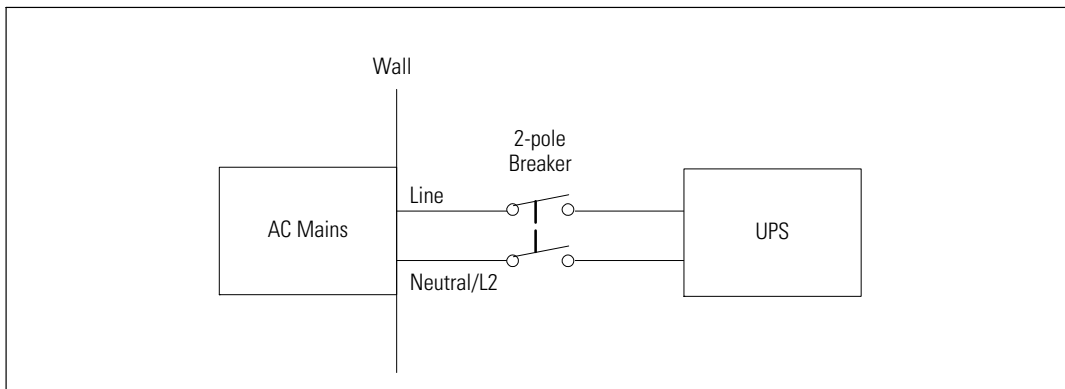 Wall
2-pole
Breaker
Line
AC Mains
UPS
Neutral/L2